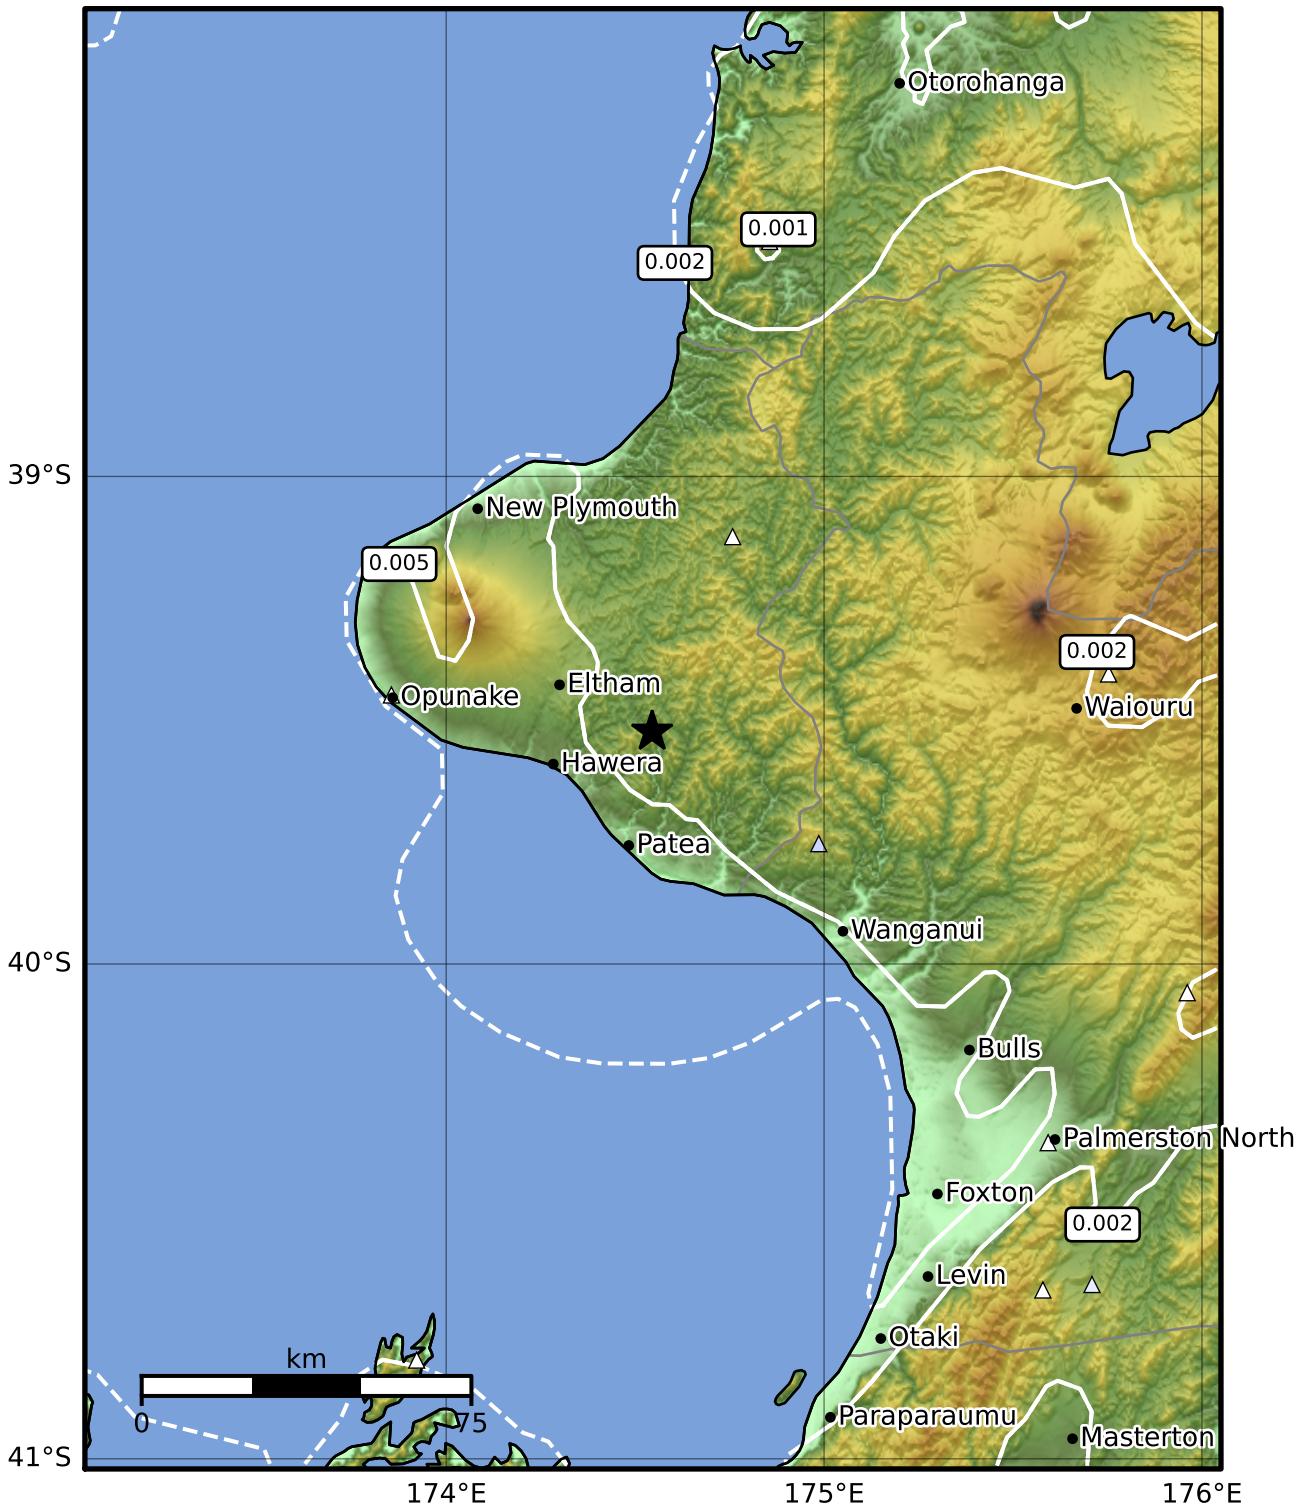 Otorohanga
0.001
0.002
39°S
New Plymouth
0.005
0.002
Eltham
Opunake
Waiouru
Hawera
Patea
Wanganui
40°S
Bulls
Palmerston North
Foxton
0.002
Levin
Otaki
km
0
75
Paraparaumu
Masterton
41°S
174°E
175°E
176°E